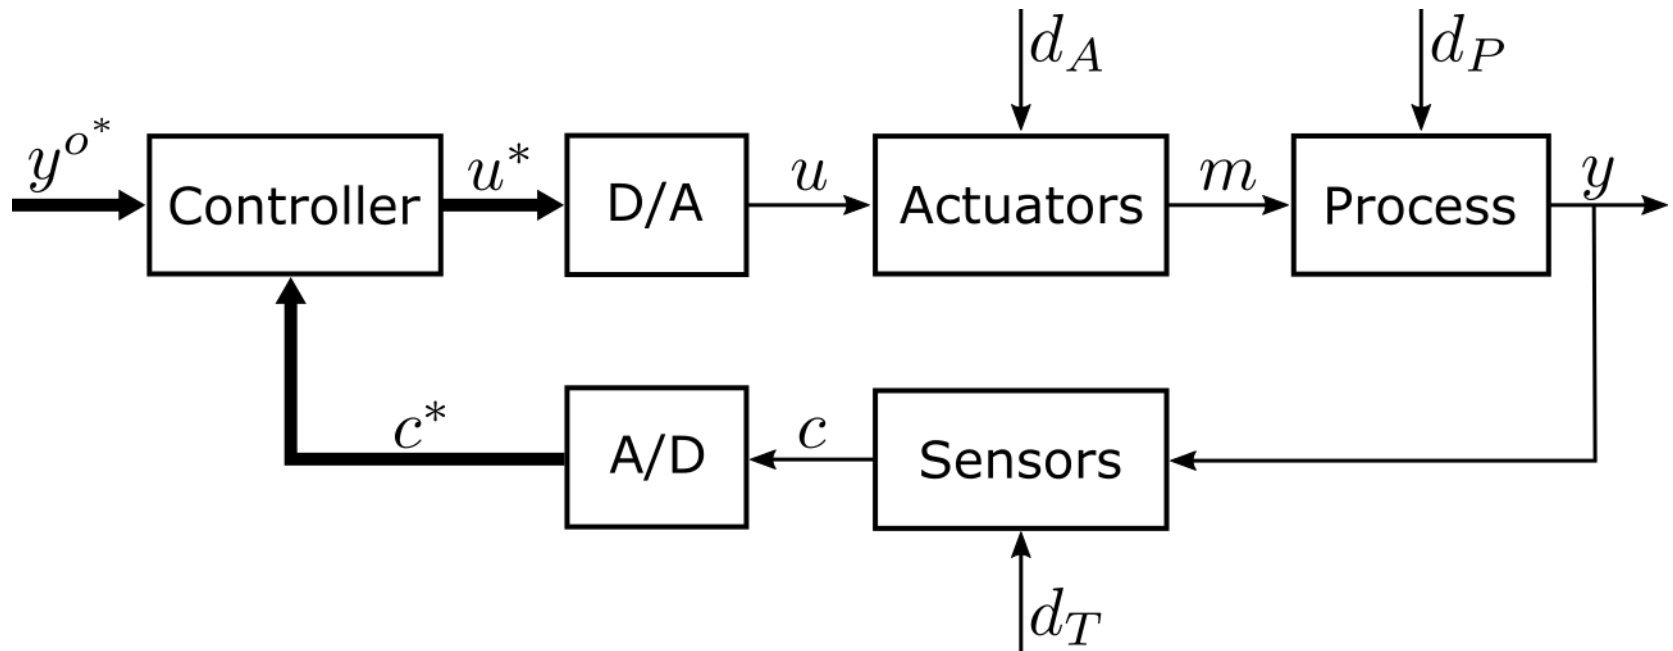 d_A d_P
y^{o^*} Controller u^* D/A u Actuators m Process y
c^* A/D c Sensors
d_T